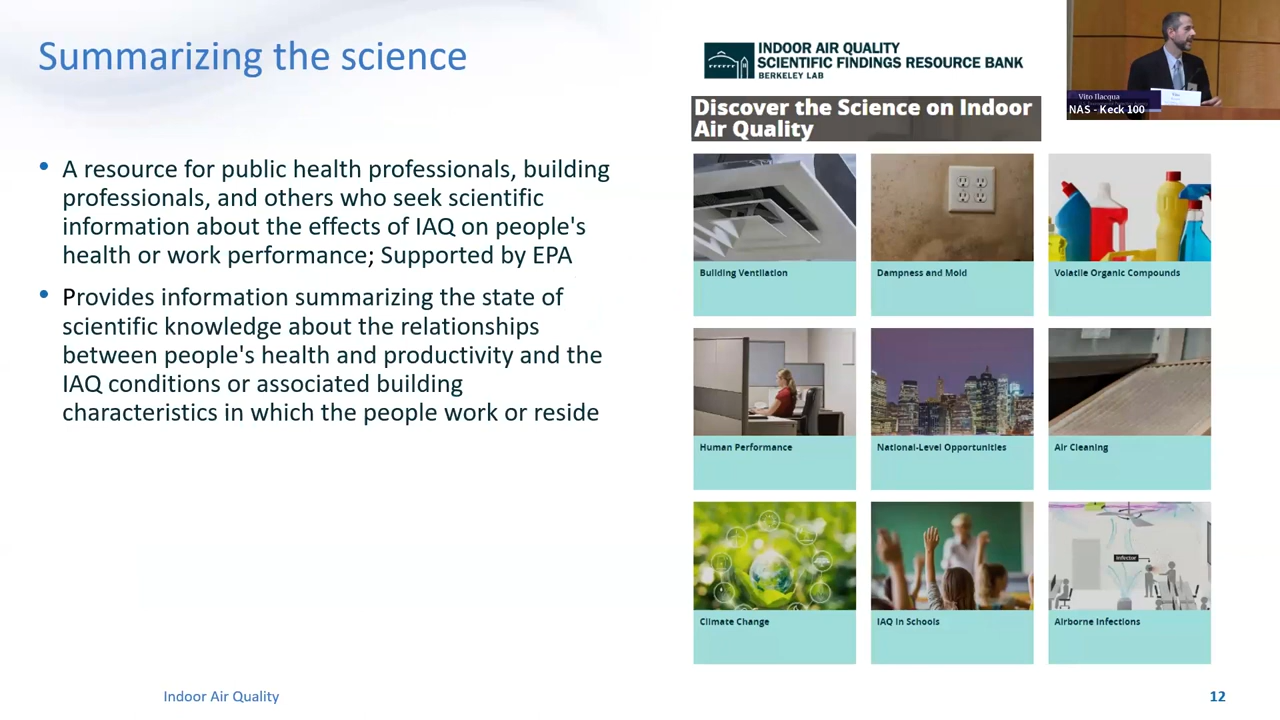 Summarizing the science
• A resource for public health professionals, building
professionals, and others who seek scientific
information about the effects of IAQ on people's
health or work performance; Supported by EPA
• Provides information summarizing the state of
scientific knowledge about the relationships
between people's health and productivity and the
IAQ conditions or associated building
characteristics in which the people work or reside
INDOOR AIR QUALITY
SCIENTIFIC FINDINGS RESOURCE BANK
BERKELEY LAB
Discover the Science on Indoor
Air Quality
Building Ventilation
Dampness and Mold
Volatile Organic Compounds
Human Performance
National-Level Opportunities
Air Cleaning
Climate Change
IAQ in Schools
Infector
Airborne Infections
Vito Ilacqua
NAS - Keck 100
Indoor Air Quality
12